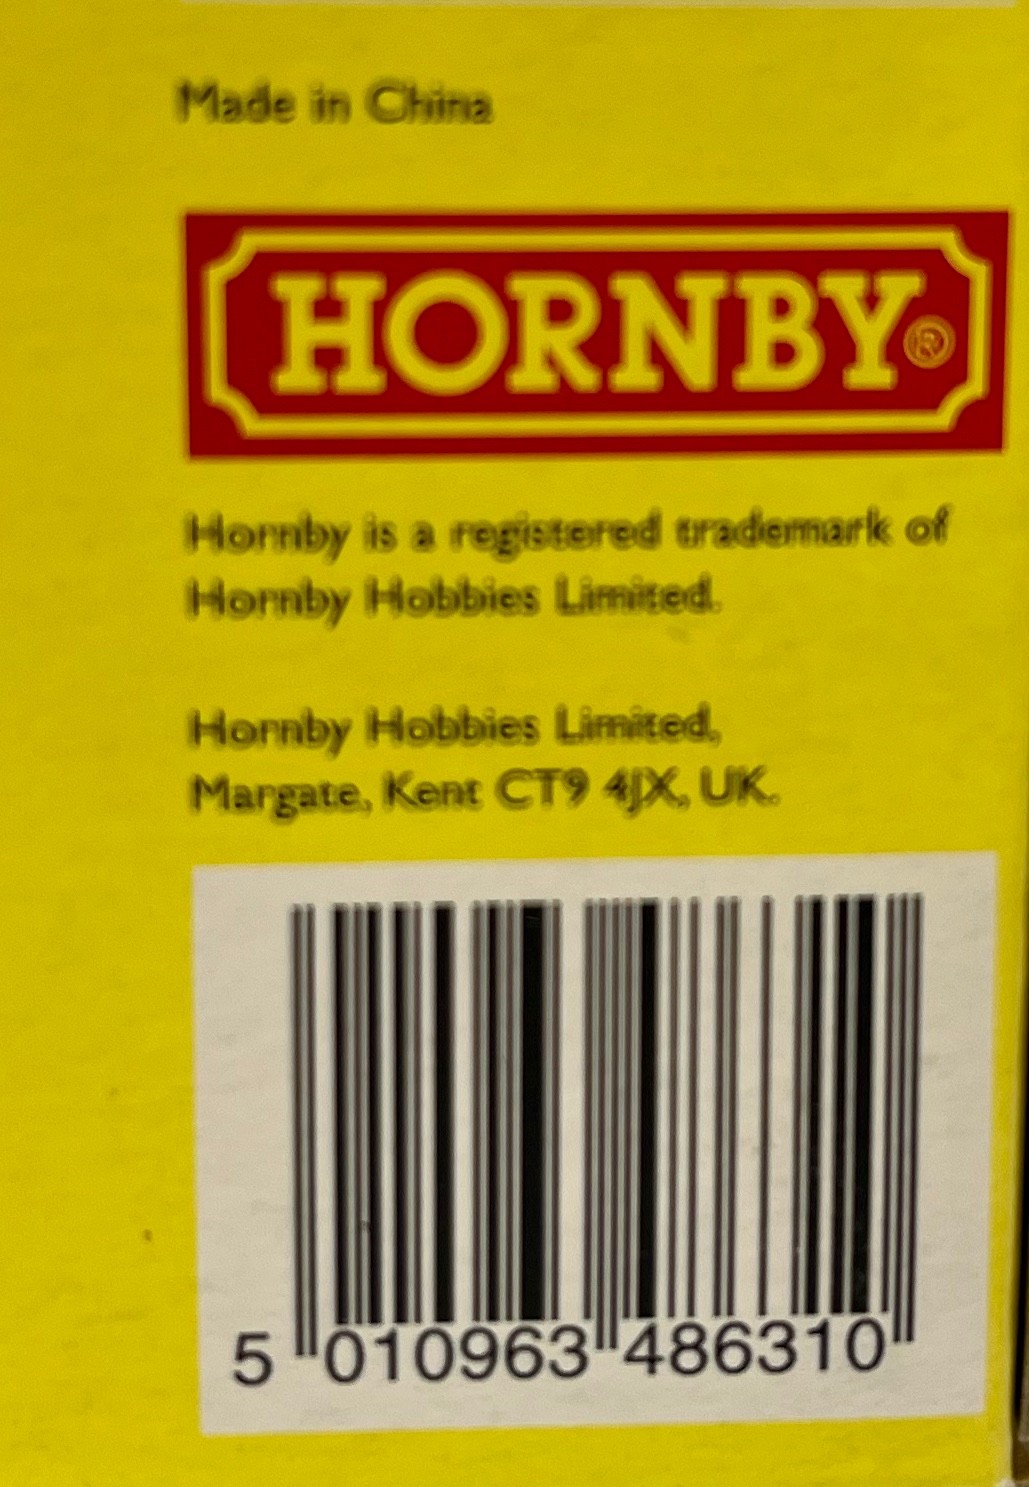 Made in China
HORNBY®
Hornby is a registered trademark of
Hornby Hobbies Limited.
Hornby Hobbies Limited,
Margate, Kent CT9 4JX, UK.
5 010963 486310